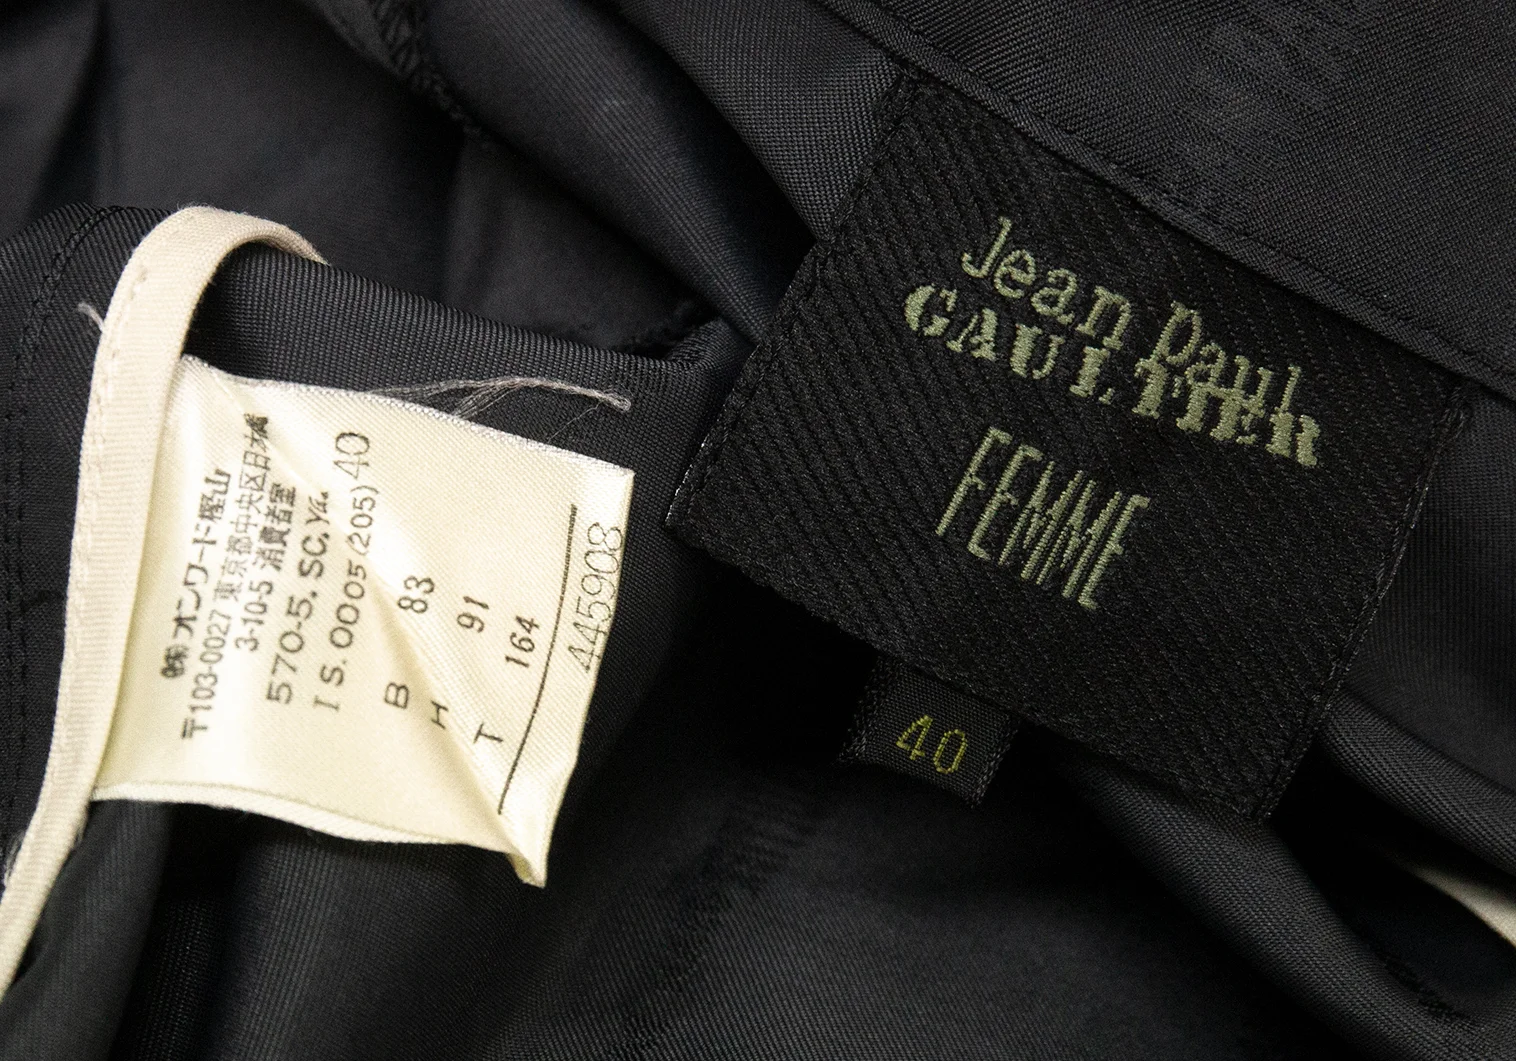 ㈱オンワード樫山
〒103-0027 東京都中央区日本橋
3-10-5 消費者室
570-5. SC,
I S. 0005(205) 40
B 83
H 91
T 164
445908
Jean Paul
GAULTIER
FEMME
40